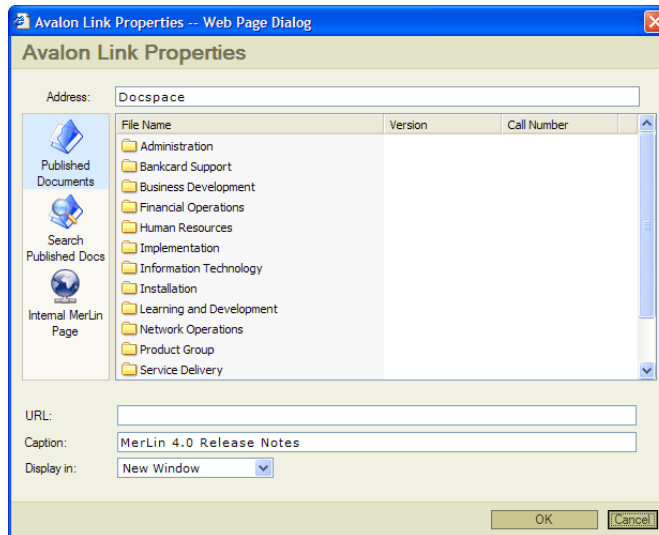 Avalon Link Properties -- Web Page Dialog
Avalon Link Properties
Address: Docspace
File Name Version Call Number
Published Documents
Search Published Docs
Internal MerLin Page
Administration
Bankcard Support
Business Development
Financial Operations
Human Resources
Implementation
Information Technology
Installation
Learning and Development
Network Operations
Product Group
Service Delivery
URL:
Caption: MerLin 4.0 Release Notes
Display in: New Window
OK Cancel